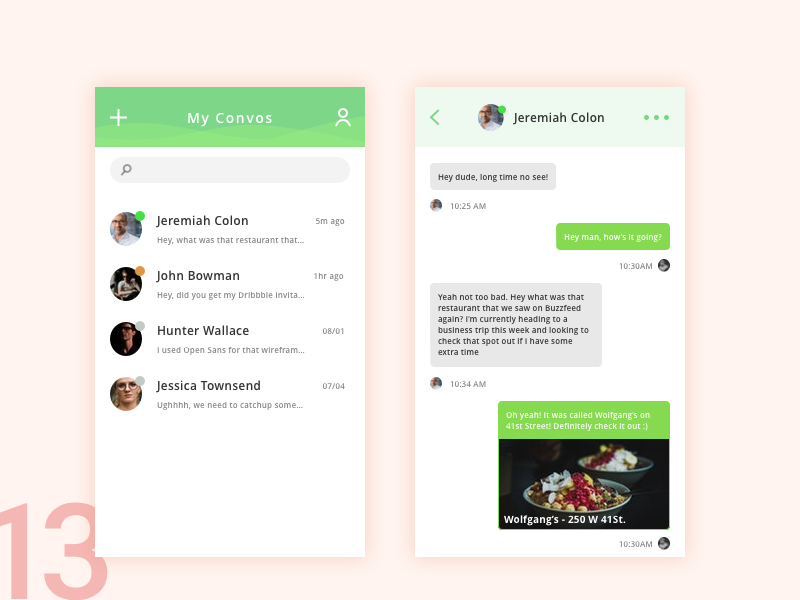 My Convos
Jeremiah Colon
5m ago
Hey, what was that restaurant that...
John Bowman
1hr ago
Hey, did you get my Dribbble Invita...
Hunter Wallace
08/01
I used Open Sans for that wirefram...
Jessica Townsend
07/04
Ughhhh, we need to catchup some...
13
Jeremiah Colon
Hey dude, long time no see!
10:25 AM
Hey man, how's it going?
10:30AM
Yeah not too bad. Hey what was that
restaurant that we saw on Buzzfeed
again? I'm currently heading to a
business trip this week and looking to
check that spot out if I have some
extra time
10:34 AM
Oh yeah! It was called Wolfgang's on
41st Street! Definitely check it out :)
Wolfgang's - 250 W 41St.
10:30AM